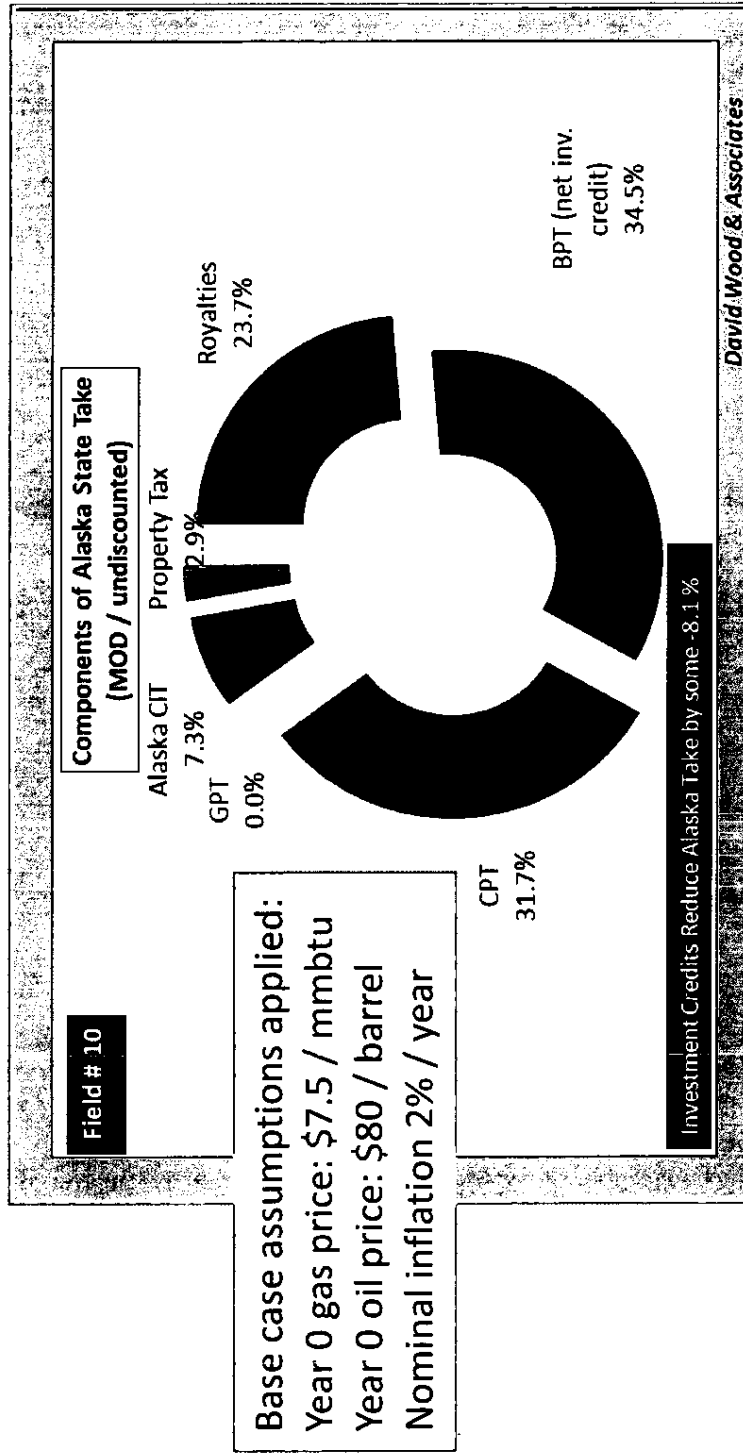 Field # 10
Components of Alaska State Take
(MOD / undiscounted)
Base case assumptions applied:
Year 0 gas price: $7.5 / mmbtu
Year 0 oil price: $80 / barrel
Nominal inflation 2% / year
Alaska CIT
7.3%
Property Tax
2.9%
GPT
0.0%
Royalties
23.7%
CPT
31.7%
BPT (net inv.
credit)
34.5%
Investment Credits Reduce Alaska Take by some -8.1 %
David Wood & Associates